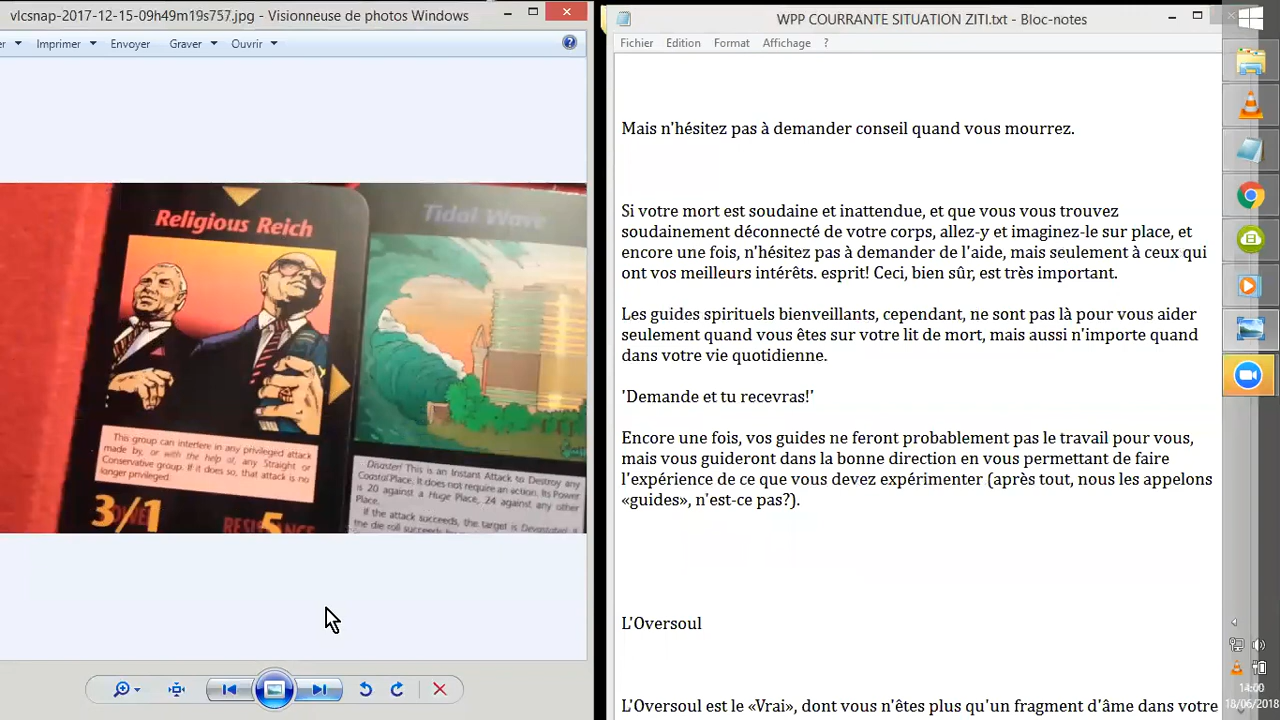 vlcsnap-2017-12-15-09h49m19s757.jpg - Visionneuse de photos Windows
Imprimer
Envoyer
Graver
Ouvrir
Religious Reich
This group can interfere in any privileged attack
made by, or with the help of, any Straight or
Conservative group. If it does so, that attack is no
longer privileged.
3/1
5
Tidal Wave
Disaster! This is an Instant Attack to Destroy any
Coastal Place. It does not require an action. Its Power
is 20 against a Huge Place, 24 against any other
Place.
If the attack succeeds, the target is Devastated
WPP COURRANTE SITUATION ZITI.txt - Bloc-notes
Fichier
Edition
Format
Affichage
?
Mais n'hésitez pas à demander conseil quand vous mourrez.
Si votre mort est soudaine et inattendue, et que vous vous trouvez
soudainement déconnecté de votre corps, allez-y et imaginez-le sur place, et
encore une fois, n'hésitez pas à demander de l'aide, mais seulement à ceux qui
ont vos meilleurs intérêts. esprit! Ceci, bien sûr, est très important.
Les guides spirituels bienveillants, cependant, ne sont pas là pour vous aider
seulement quand vous êtes sur votre lit de mort, mais aussi n'importe quand
dans votre vie quotidienne.
'Demande et tu recevras!'
Encore une fois, vos guides ne feront probablement pas le travail pour vous,
mais vous guideront dans la bonne direction en vous permettant de faire
l'expérience de ce que vous devez expérimenter (après tout, nous les appelons
«guides», n'est-ce pas?).
L'Oversoul
L'Oversoul est le «Vrai», dont vous n'êtes plus qu'un fragment d'âme dans votre
14:00
18/06/2018